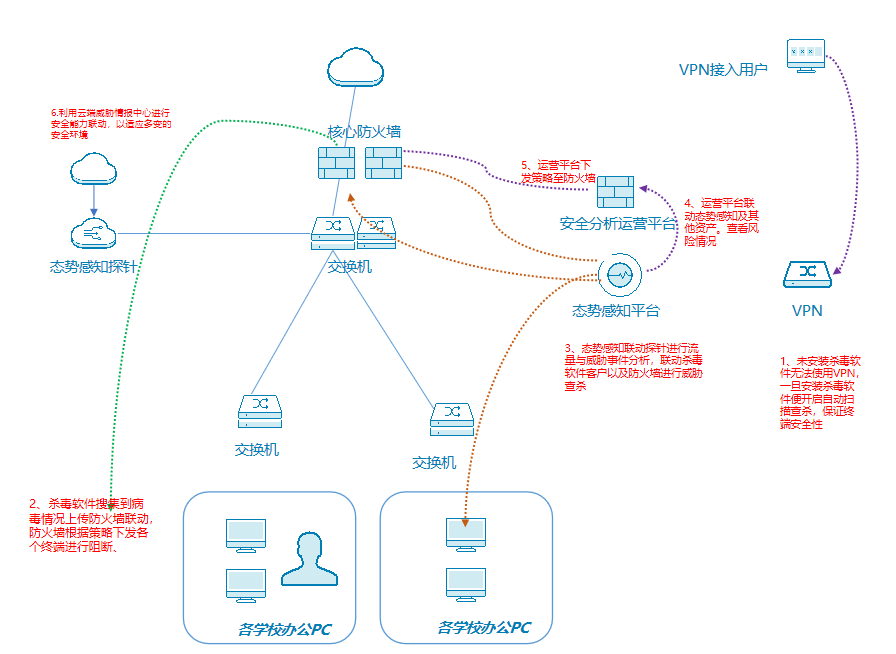 VPN接入用户
6.利用云端威胁情报中心进行
安全能力联动，以适应多变的
安全环境
核心防火墙
5、运营平台下
发策略至防火墙
4、运营平台联
动态势感知及其
他资产。查看风
险情况
安全分析运营平台
态势感知探针
交换机
态势感知平台
VPN
3、态势感知联动探针进行流
量与威胁事件分析，联动杀毒
软件客户以及防火墙进行威胁
查杀
1、未安装杀毒软
件无法使用VPN，
一旦安装杀毒软
件便开启自动扫
描查杀，保证终
端安全性
交换机
交换机
2、杀毒软件搜集到病
毒情况上传防火墙联动，
防火墙根据策略下发各
个终端进行阻断、
各学校办公PC
各学校办公PC